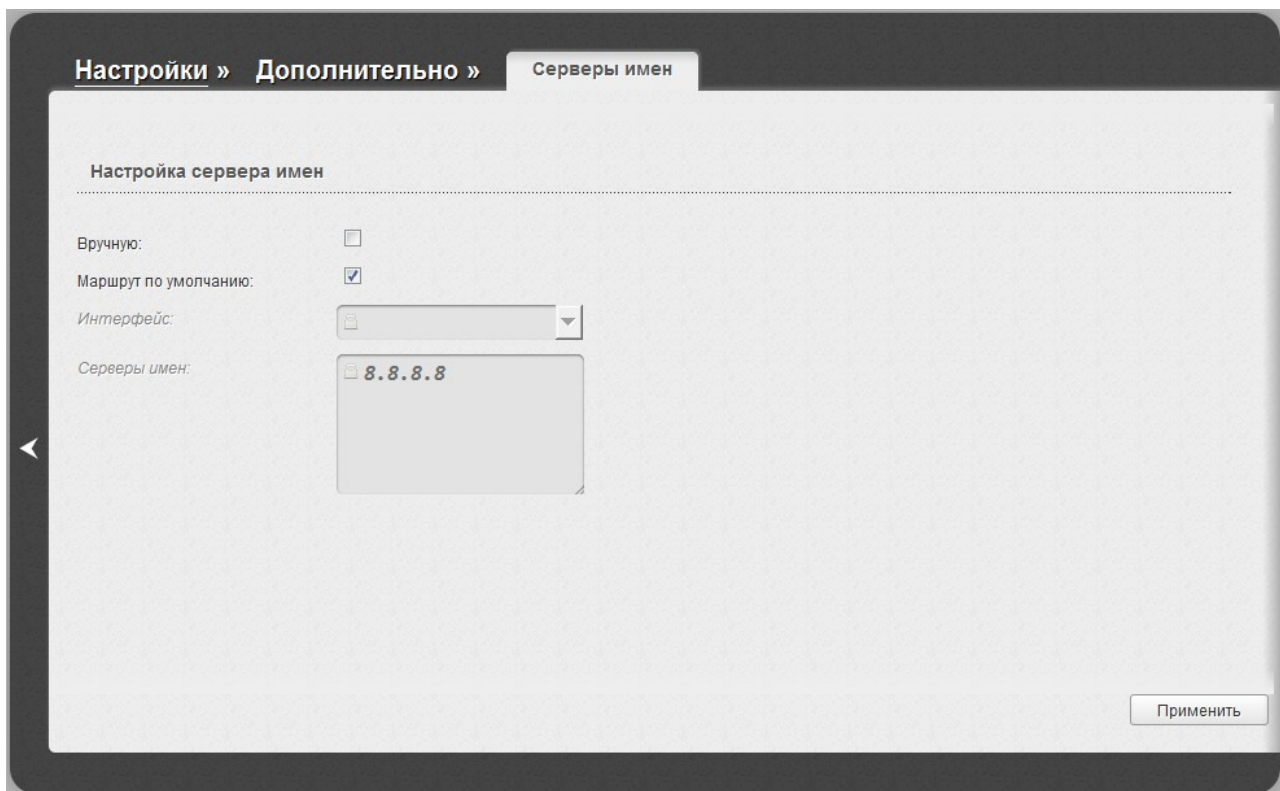 Настройки » Дополнительно » Серверы имен
Настройка сервера имен
Вручную:
Маршрут по умолчанию:
Интерфейс:
Серверы имен:
8.8.8.8
Применить